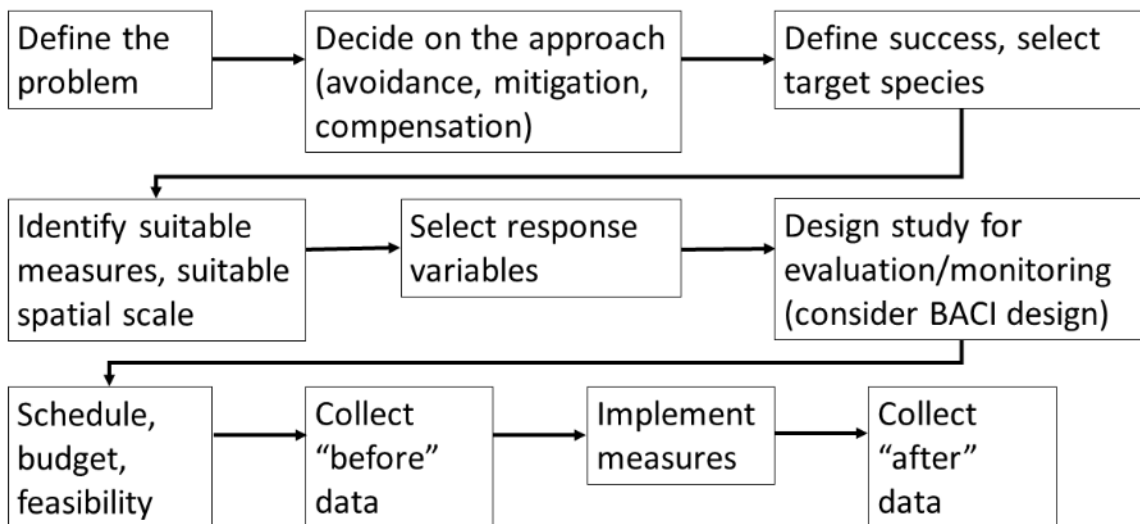 Define the
problem
Decide on the approach
(avoidance, mitigation,
compensation)
Define success, select
target species
Identify suitable
measures, suitable
spatial scale
Select response
variables
Design study for
evaluation/monitoring
(consider BACI design)
Schedule,
budget,
feasibility
Collect
“before”
data
Implement
measures
Collect
“after”
data